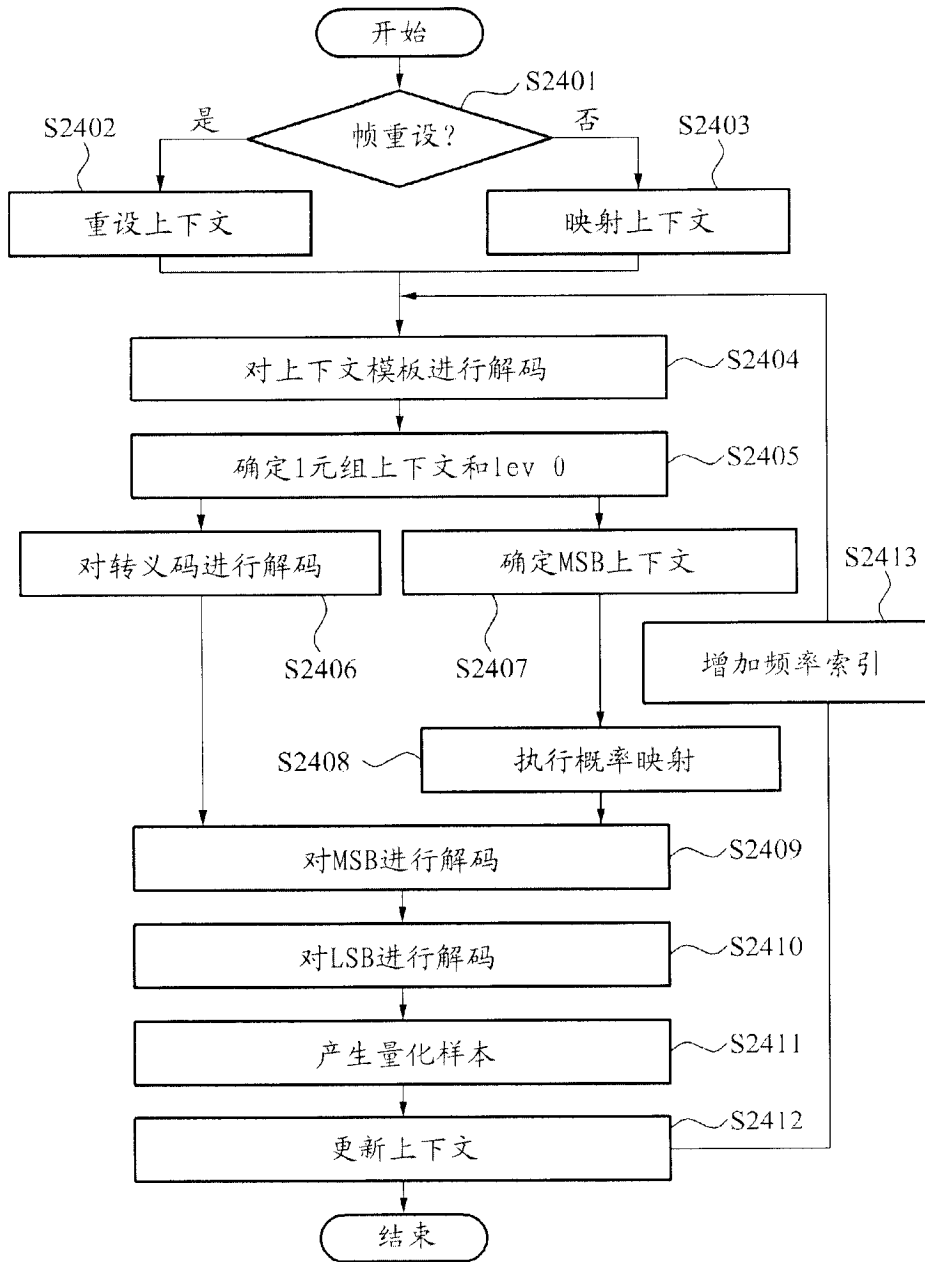 开始
S2401
帧重设?
是
否
S2402
S2403
重设上下文
映射上下文
对上下文模板进行解码
S2404
确定1元组上下文和lev 0
S2405
对转义码进行解码
确定MSB上下文
S2413
S2406
S2407
增加频率索引
S2408
执行概率映射
对MSB进行解码
S2409
对LSB进行解码
S2410
产生量化样本
S2411
更新上下文
S2412
结束